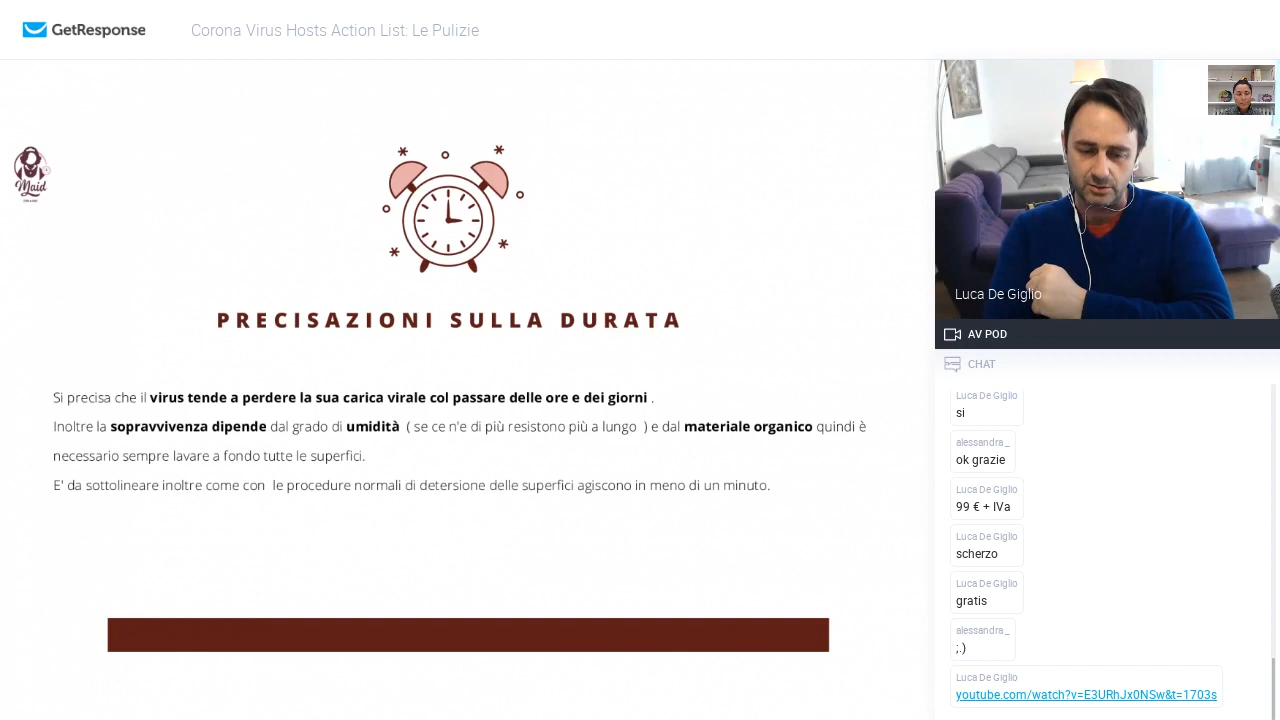 GetResponse
Corona Virus Hosts Action List: Le Pulizie
Maid
PRECISAZIONI SULLA DURATA
Si precisa che il virus tende a perdere la sua carica virale col passare delle ore e dei giorni .
Inoltre la sopravvivenza dipende dal grado di umidità ( se ce n'e di più resistono più a lungo ) e dal materiale organico quindi è
necessario sempre lavare a fondo tutte le superfici.
E' da sottolineare inoltre come con le procedure normali di detersione delle superfici agiscono in meno di un minuto.
Luca De Giglio
AV POD
CHAT
Luca De Giglio
si
alessandra_
ok grazie
Luca De Giglio
99 € + IVa
Luca De Giglio
scherzo
Luca De Giglio
gratis
alessandra_
;.)
Luca De Giglio
youtube.com/watch?v=E3URhJx0NSw&t=1703s